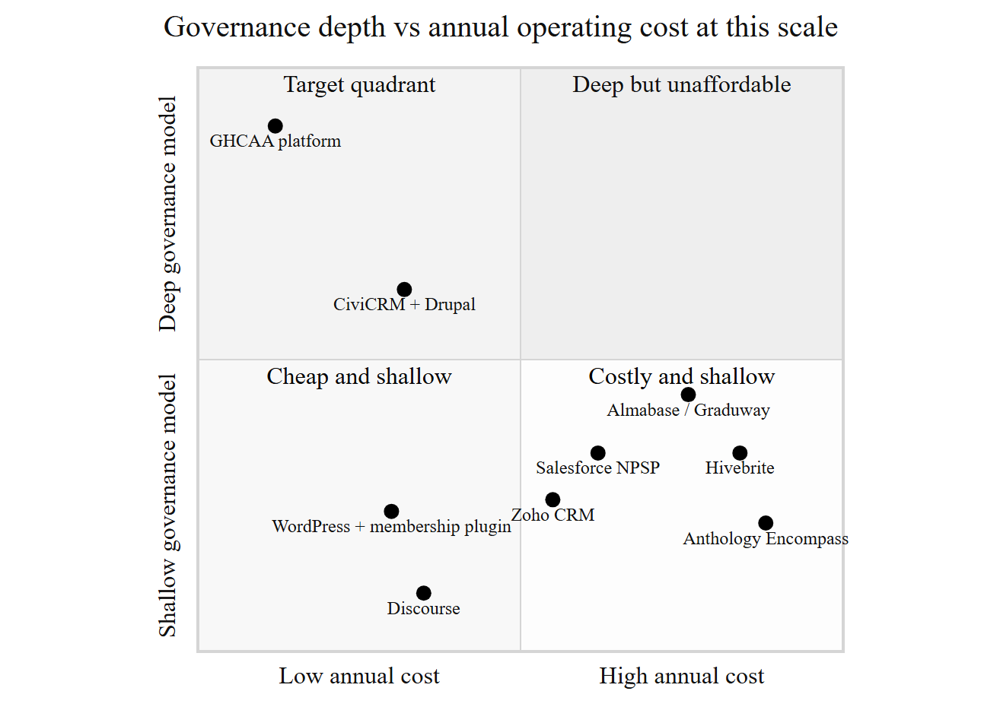 Governance depth vs annual operating cost at this scale
Target quadrant
Deep but unaffordable
Deep governance model
GHCAA platform
CiviCRM + Drupal
Cheap and shallow
Costly and shallow
Shallow governance model
Almabase / Graduway
Salesforce NPSP
Hivebrite
Zoho CRM
WordPress + membership plugin
Anthology Encompass
Discourse
Low annual cost
High annual cost